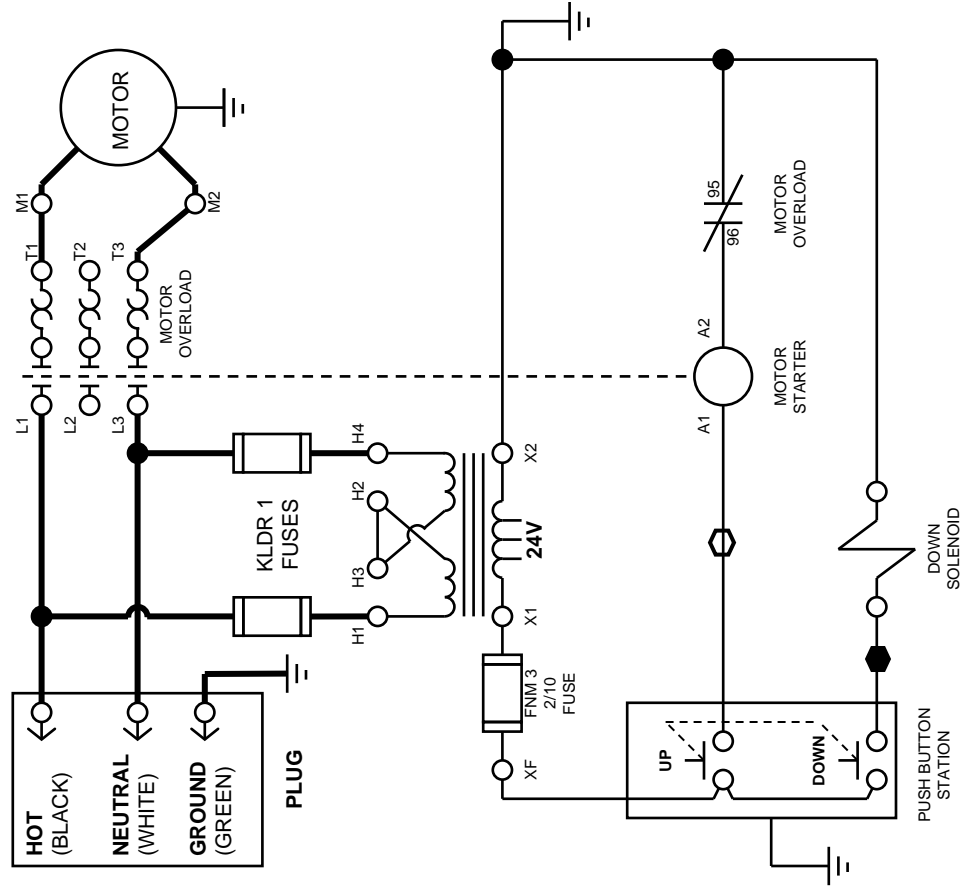 HOT
(BLACK)
NEUTRAL
(WHITE)
GROUND
(GREEN)
PLUG
L1
L2
L3
T1
T2
T3
MOTOR
OVERLOAD
M1
M2
MOTOR
KLDR 1
FUSES
H1
H3
H2
H4
24V
X1
X2
XF
FNM 3
2/10
FUSE
A1
A2
MOTOR
STARTER
96
95
MOTOR
OVERLOAD
UP
DOWN
PUSH BUTTON
STATION
DOWN
SOLENOID